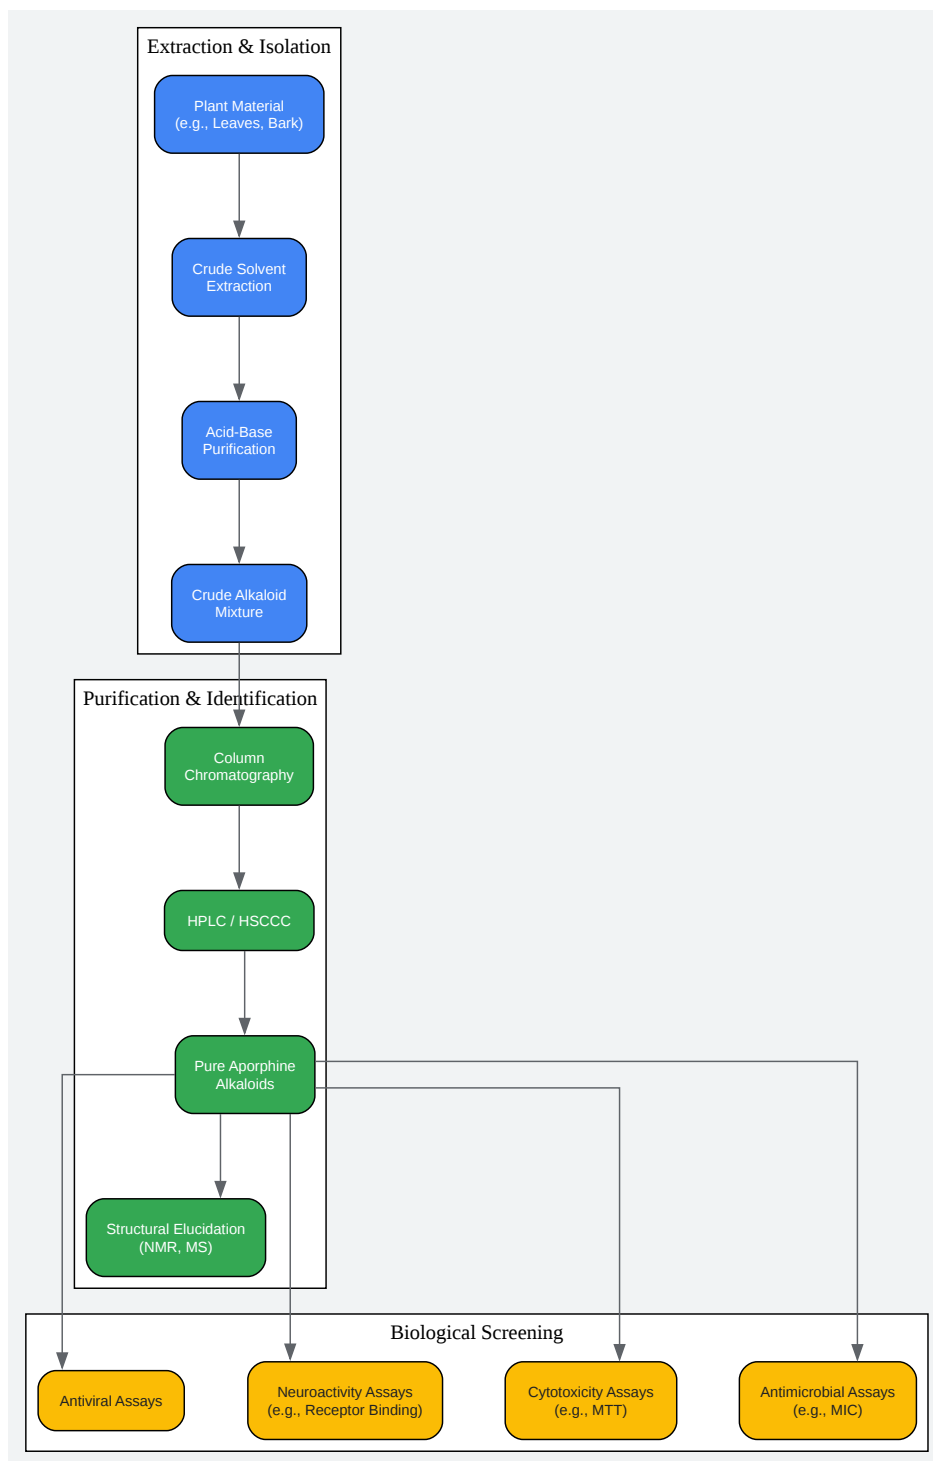 Extraction & Isolation
Plant Material
(e.g., Leaves, Bark)
Crude Solvent
Extraction
Acid-Base
Purification
Crude Alkaloid
Mixture
Purification & Identification
Column
Chromatography
HPLC / HSCCC
Pure Aporphine
Alkaloids
Structural Elucidation
(NMR, MS)
Biological Screening
Antiviral Assays
Neuroactivity Assays
(e.g., Receptor Binding)
Cytotoxicity Assays
(e.g., MTT)
Antimicrobial Assays
(e.g., MIC)